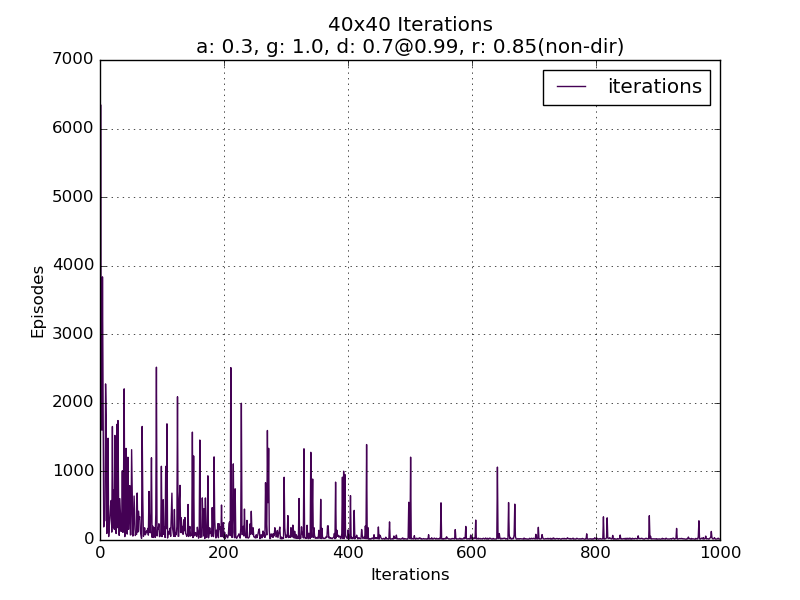 40x40 Iterations
a: 0.3, g: 1.0, d: 0.7@0.99, r: 0.85(non-dir)
7000
iterations
6000
5000
4000
Episodes
3000
2000
1000
0
0 200 400 600 800 1000
Iterations